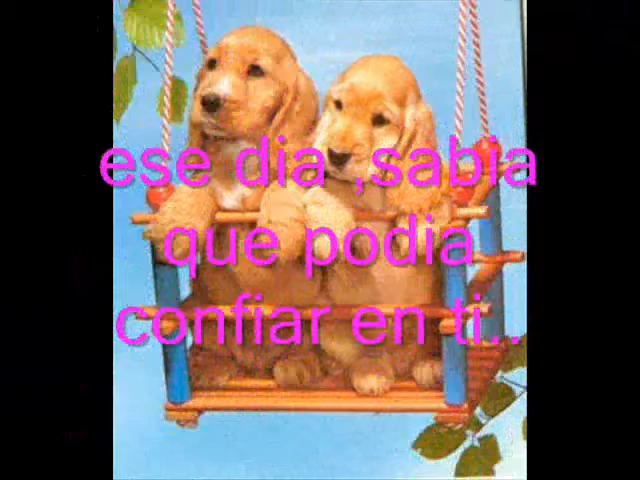 ese dia ,sabia
que podia
confiar en ti...